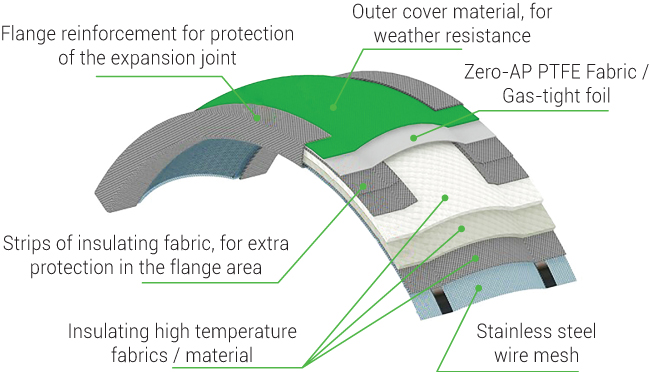 Outer cover material, for
weather resistance
Flange reinforcement for protection
of the expansion joint
Zero-AP PTFE Fabric /
Gas-tight foil
Strips of insulating fabric, for extra
protection in the flange area
Insulating high temperature
fabrics / material
Stainless steel
wire mesh